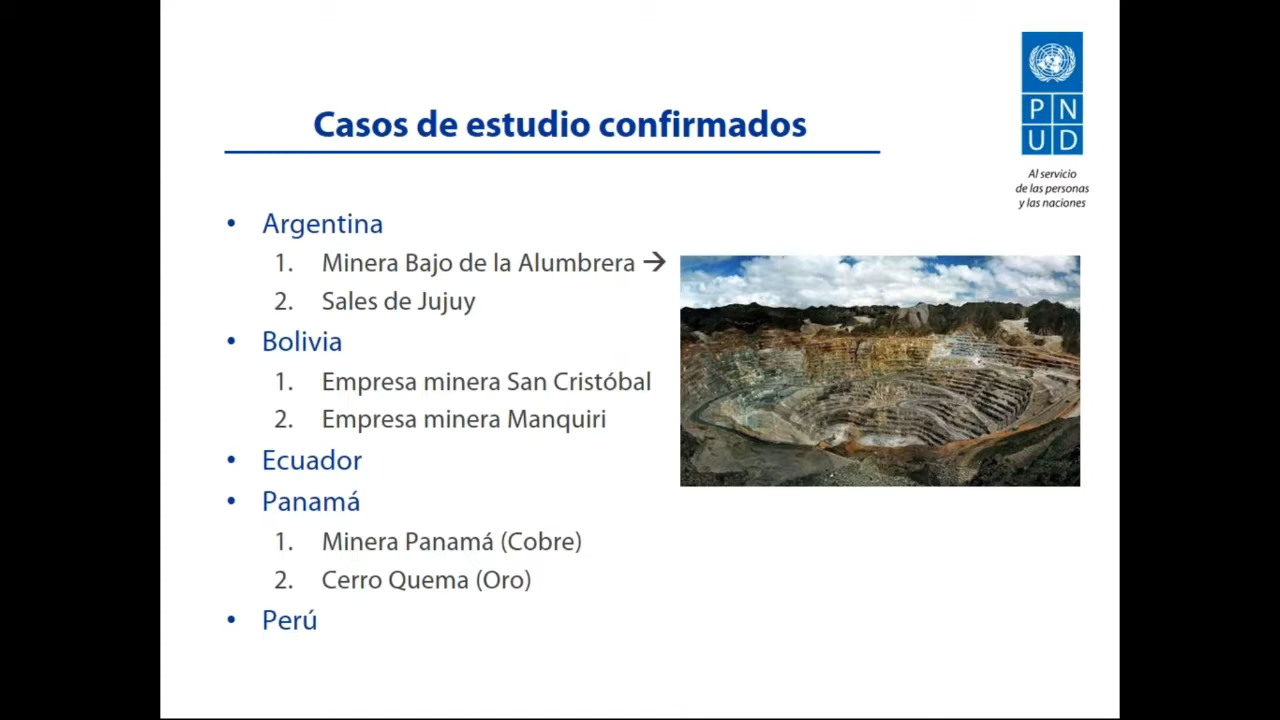 Casos de estudio confirmados
P N
U D
Al servicio
de las personas
y las naciones
• Argentina
1. Minera Bajo de la Alumbrera →
2. Sales de Jujuy
• Bolivia
1. Empresa minera San Cristóbal
2. Empresa minera Manquiri
• Ecuador
• Panamá
1. Minera Panamá (Cobre)
2. Cerro Quema (Oro)
• Perú